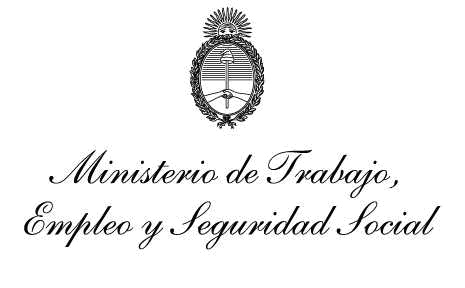 Ministerio de Trabajo,
Empleo y Seguridad Social